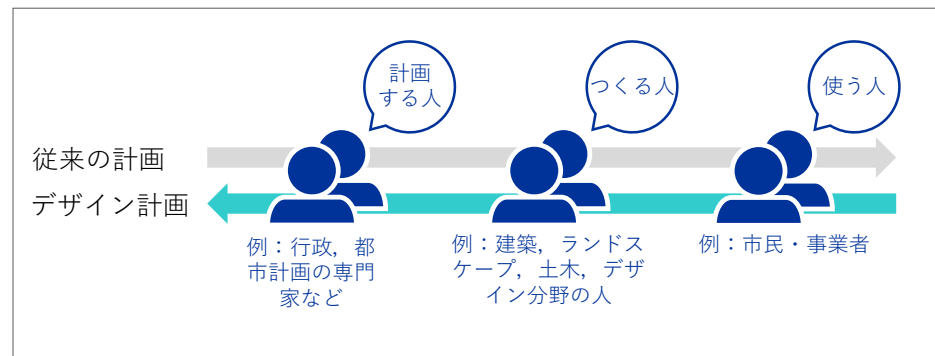 計画
する人
つくる人
使う人
従来の計画
デザイン計画
例：行政，都
市計画の専門
家など
例：建築，ランドス
ケープ，土木，デザ
イン分野の人
例：市民・事業者